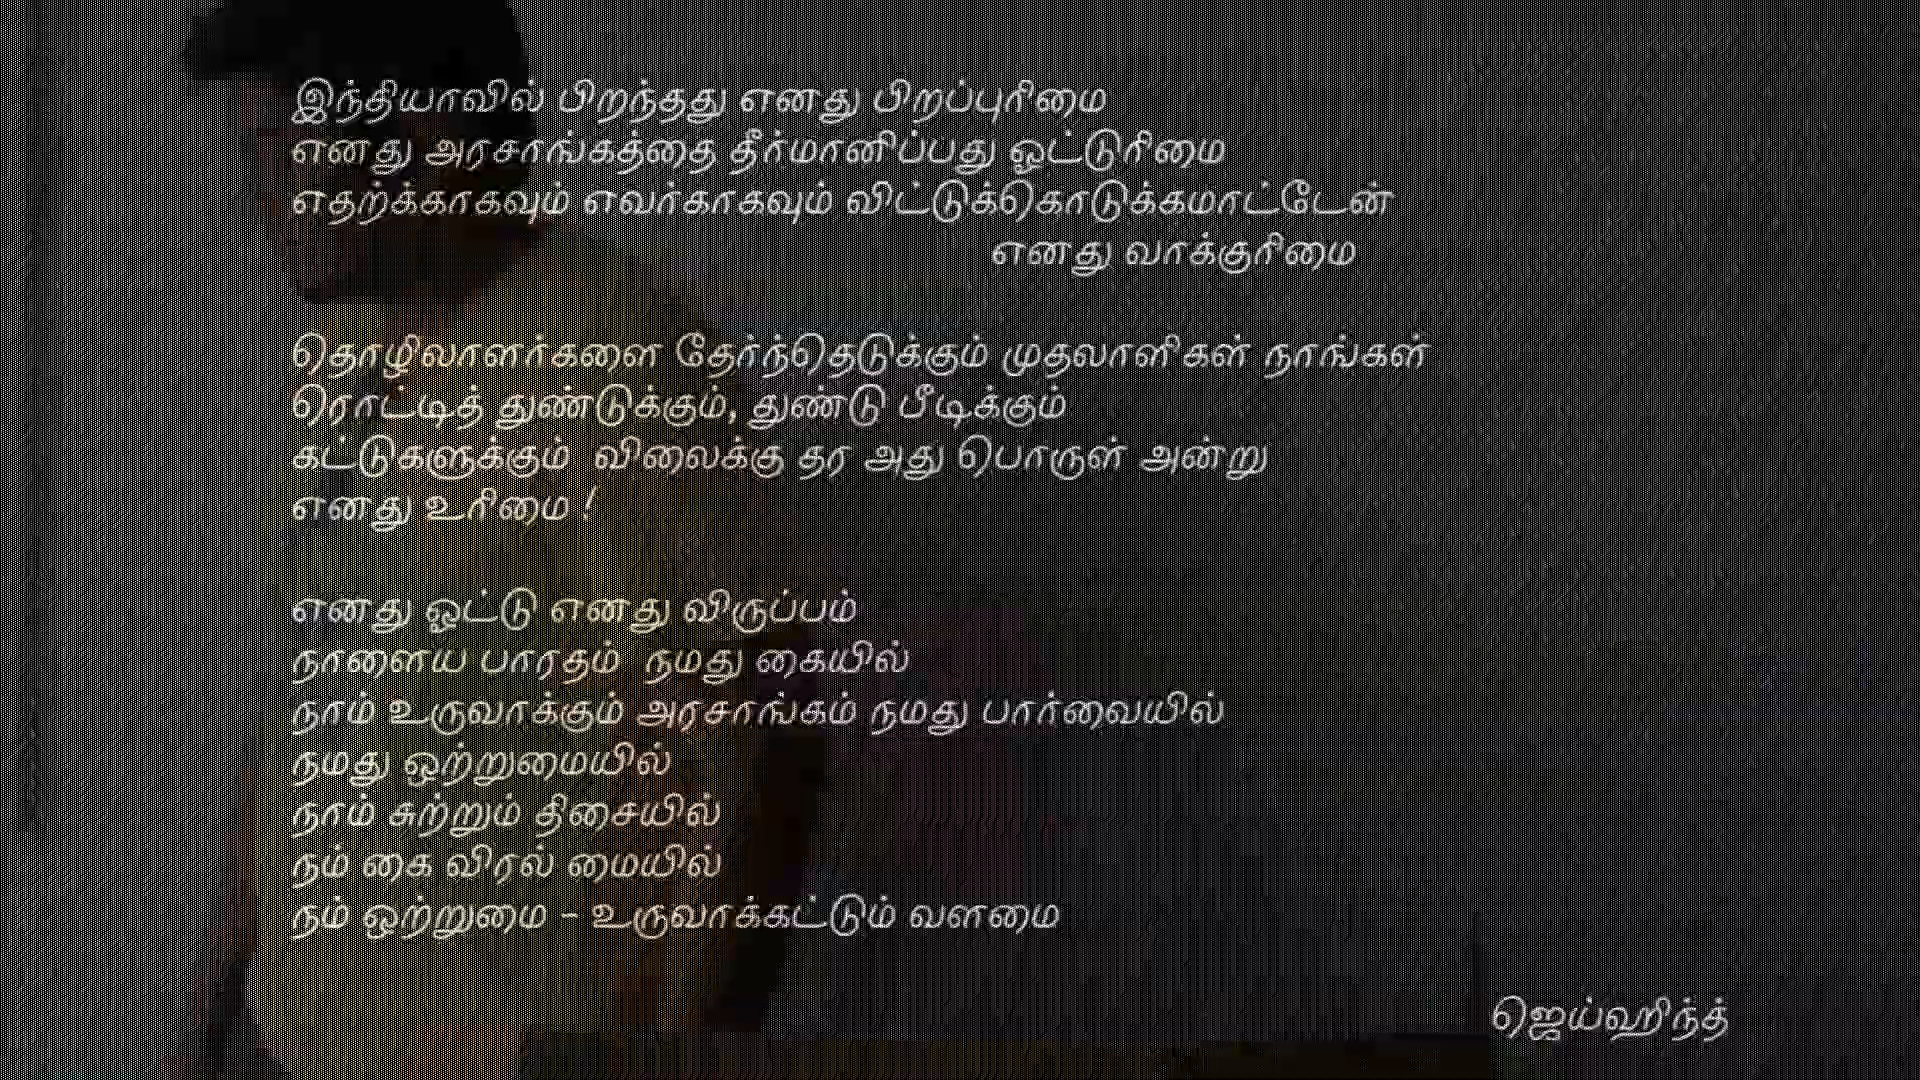 இந்தியாவில் பிறந்தது எனது பிறப்புரிமை
எனது அரசாங்கத்தை தீர்மானிப்பது ஓட்டுரிமை
எதற்க்காகவும் எவர்காகவும் விட்டுக்கொடுக்கமாட்டேன்
எனது வாக்குரிமை
தொழிலாளர்களை தேர்ந்தெடுக்கும் முதலாளிகள் நாங்கள்
ரொட்டித் துண்டுக்கும், துண்டு பீடிக்கும்
கட்டுகளுக்கும் விலைக்கு தர அது பொருள் அன்று
எனது உரிமை !
எனது ஓட்டு எனது விருப்பம்
நாளைய பாரதம் நமது கையில்
நாம் உருவாக்கும் அரசாங்கம் நமது பார்வையில்
நமது ஒற்றுமையில்
நாம் சுற்றும் திசையில்
நம் கை விரல் மையில்
நம் ஒற்றுமை - உருவாக்கட்டும் வளமை
ஜெய்ஹிந்த்